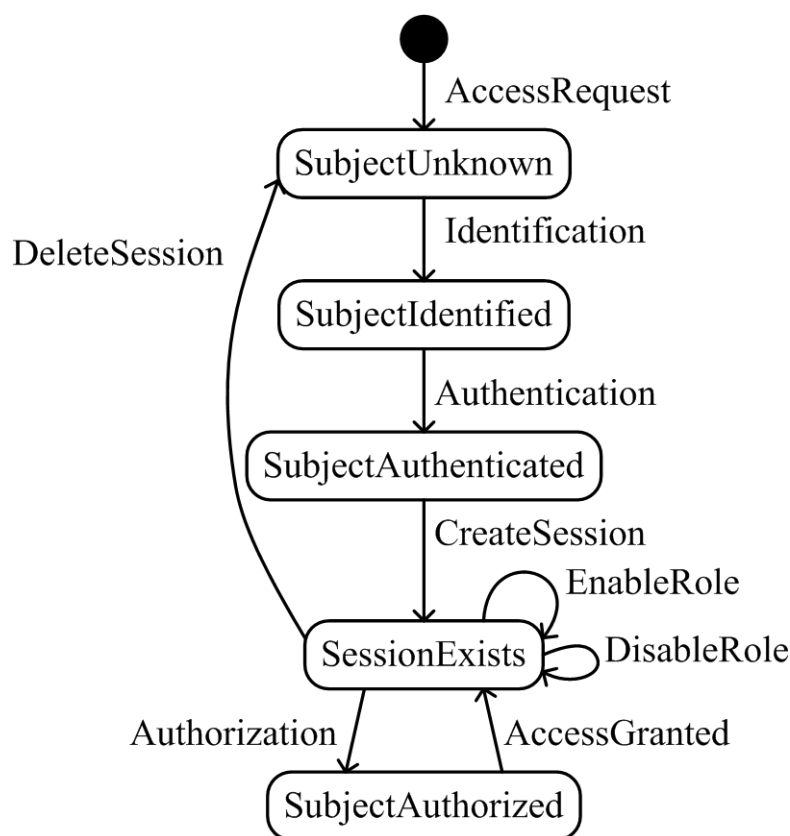 AccessRequest
SubjectUnknown
Identification
DeleteSession
SubjectIdentified
Authentication
SubjectAuthenticated
CreateSession
EnableRole
SessionExists
DisableRole
Authorization
AccessGranted
SubjectAuthorized